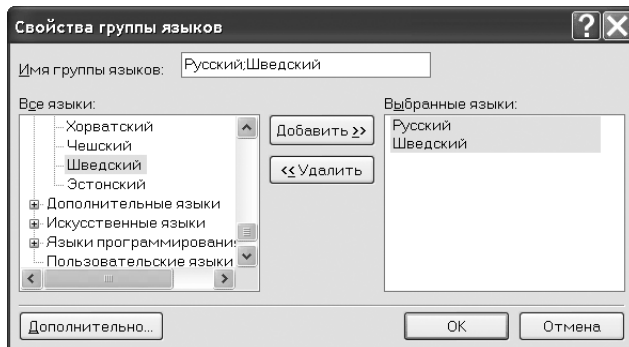 Свойства группы языков
Имя группы языков: Русский;Шведский
Все языки:
Хорватский
Чешский
Шведский
Эстонский
Дополнительные языки
Искусственные языки
Языки программировани
Пользовательские языки
Добавить >>
<< Удалить
Выбранные языки:
Русский
Шведский
Дополнительно...
ОК
Отмена